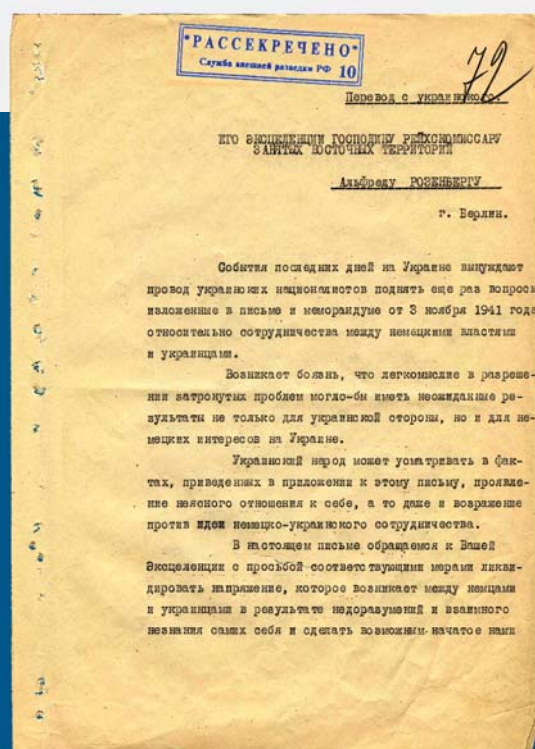 "РАССЕКРЕЧЕНО"
Служба внешней разведки РФ 10
72
Перевод с украинского.
ЕГО ЭКСЦЕЛЕНЦИИ ГОСПОДИНУ РЕЙХСКОМИССАРУ
ЗАНЯТЫХ ВОСТОЧНЫХ ТЕРРИТОРИЙ
Альфреду РОЗЕНБЕРГУ
г. Берлин.
События последних дней на Украине вынуждают
провод украинских националистов поднять еще раз вопросы
изложенные в письме и меморандуме от 3 ноября 1941 года
относительно сотрудничества между немецкими властями
и украинцами.
Возникает боязнь, что легкомыслие в разреше-
нии затронутых проблем могло-бы иметь неожиданные ре-
зультаты не только для украинской стороны, но и для не-
мецких интересов на Украине.
Украинский народ может усматривать в фак-
тах, приведенных в приложении к этому письму, проявле-
ние неясного отношения к себе, а то даже и возражение
против идеи немецко-украинского сотрудничества.
В настоящем письме обращаемся к Вашей
Эксцеленции с просьбой соответствующими мерами ликви-
дировать напряжение, которое возникает между немцами
и украинцами в результате недоразумений и взаимного
незнания самих себя и сделать возможным начатое нами